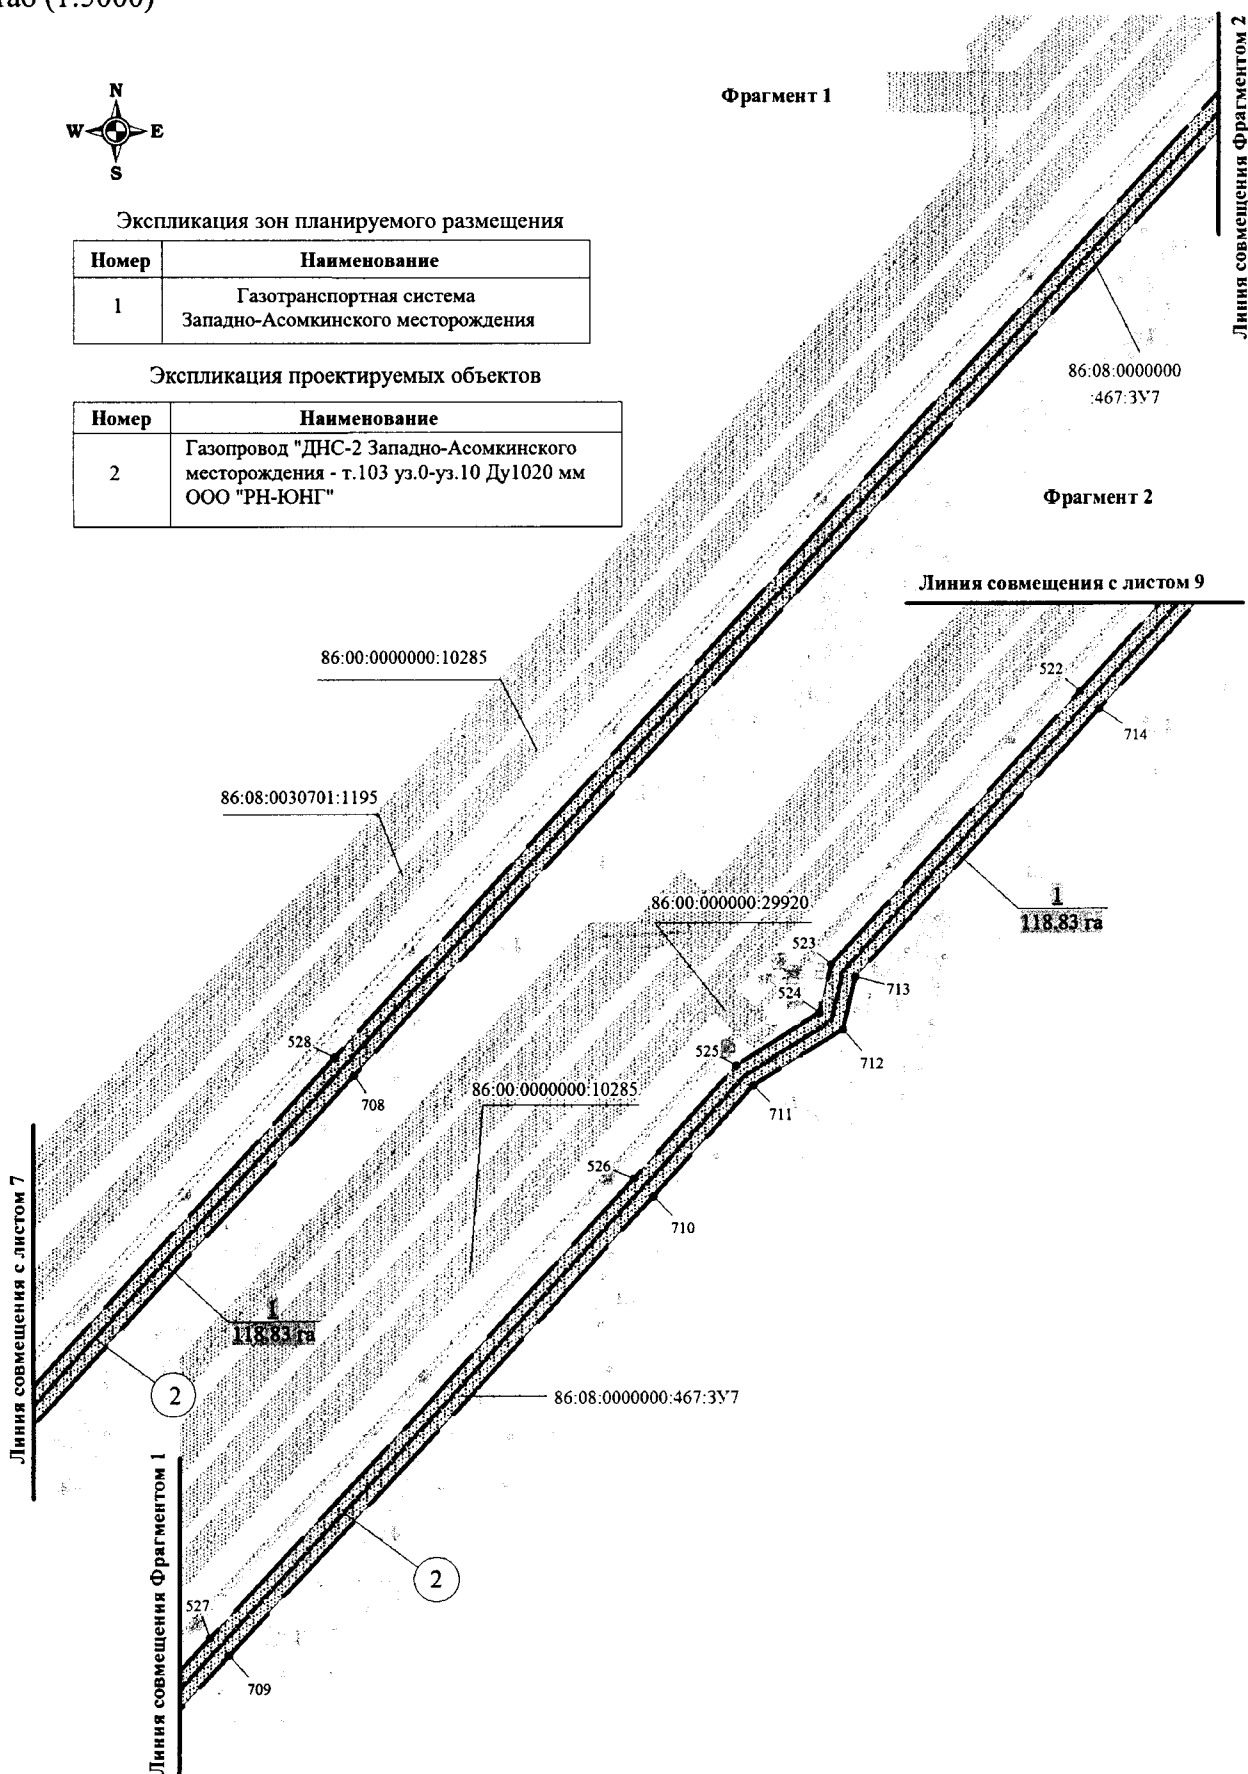 (1:5000)
Фрагмент 1
Линия совмещения Фрагментом 2
N
W E
S
Экспликация зон планируемого размещения
Номер Наименование
1 Газотранспортная система
Западно-Асомкинского месторождения
Экспликация проектируемых объектов
Номер Наименование
2 Газопровод "ДНС-2 Западно-Асомкинского
месторождения - т.103 уз.0-уз.10 Ду1020 мм
ООО "РН-ЮНГ"
86:08:0000000
:467:ЗУ7
Фрагмент 2
Линия совмещения с листом 9
86:00:0000000:10285
522
714
86:08:0030701:1195
86:00:000000:29920
1
118,83 га
523
713
524
712
528
525
708
86:00:0000000:10285
711
526
710
Линия совмещения с листом 7
1
118,83 га
2
86:08:0000000:467:ЗУ7
Линия совмещения Фрагментом 1
2
527
709